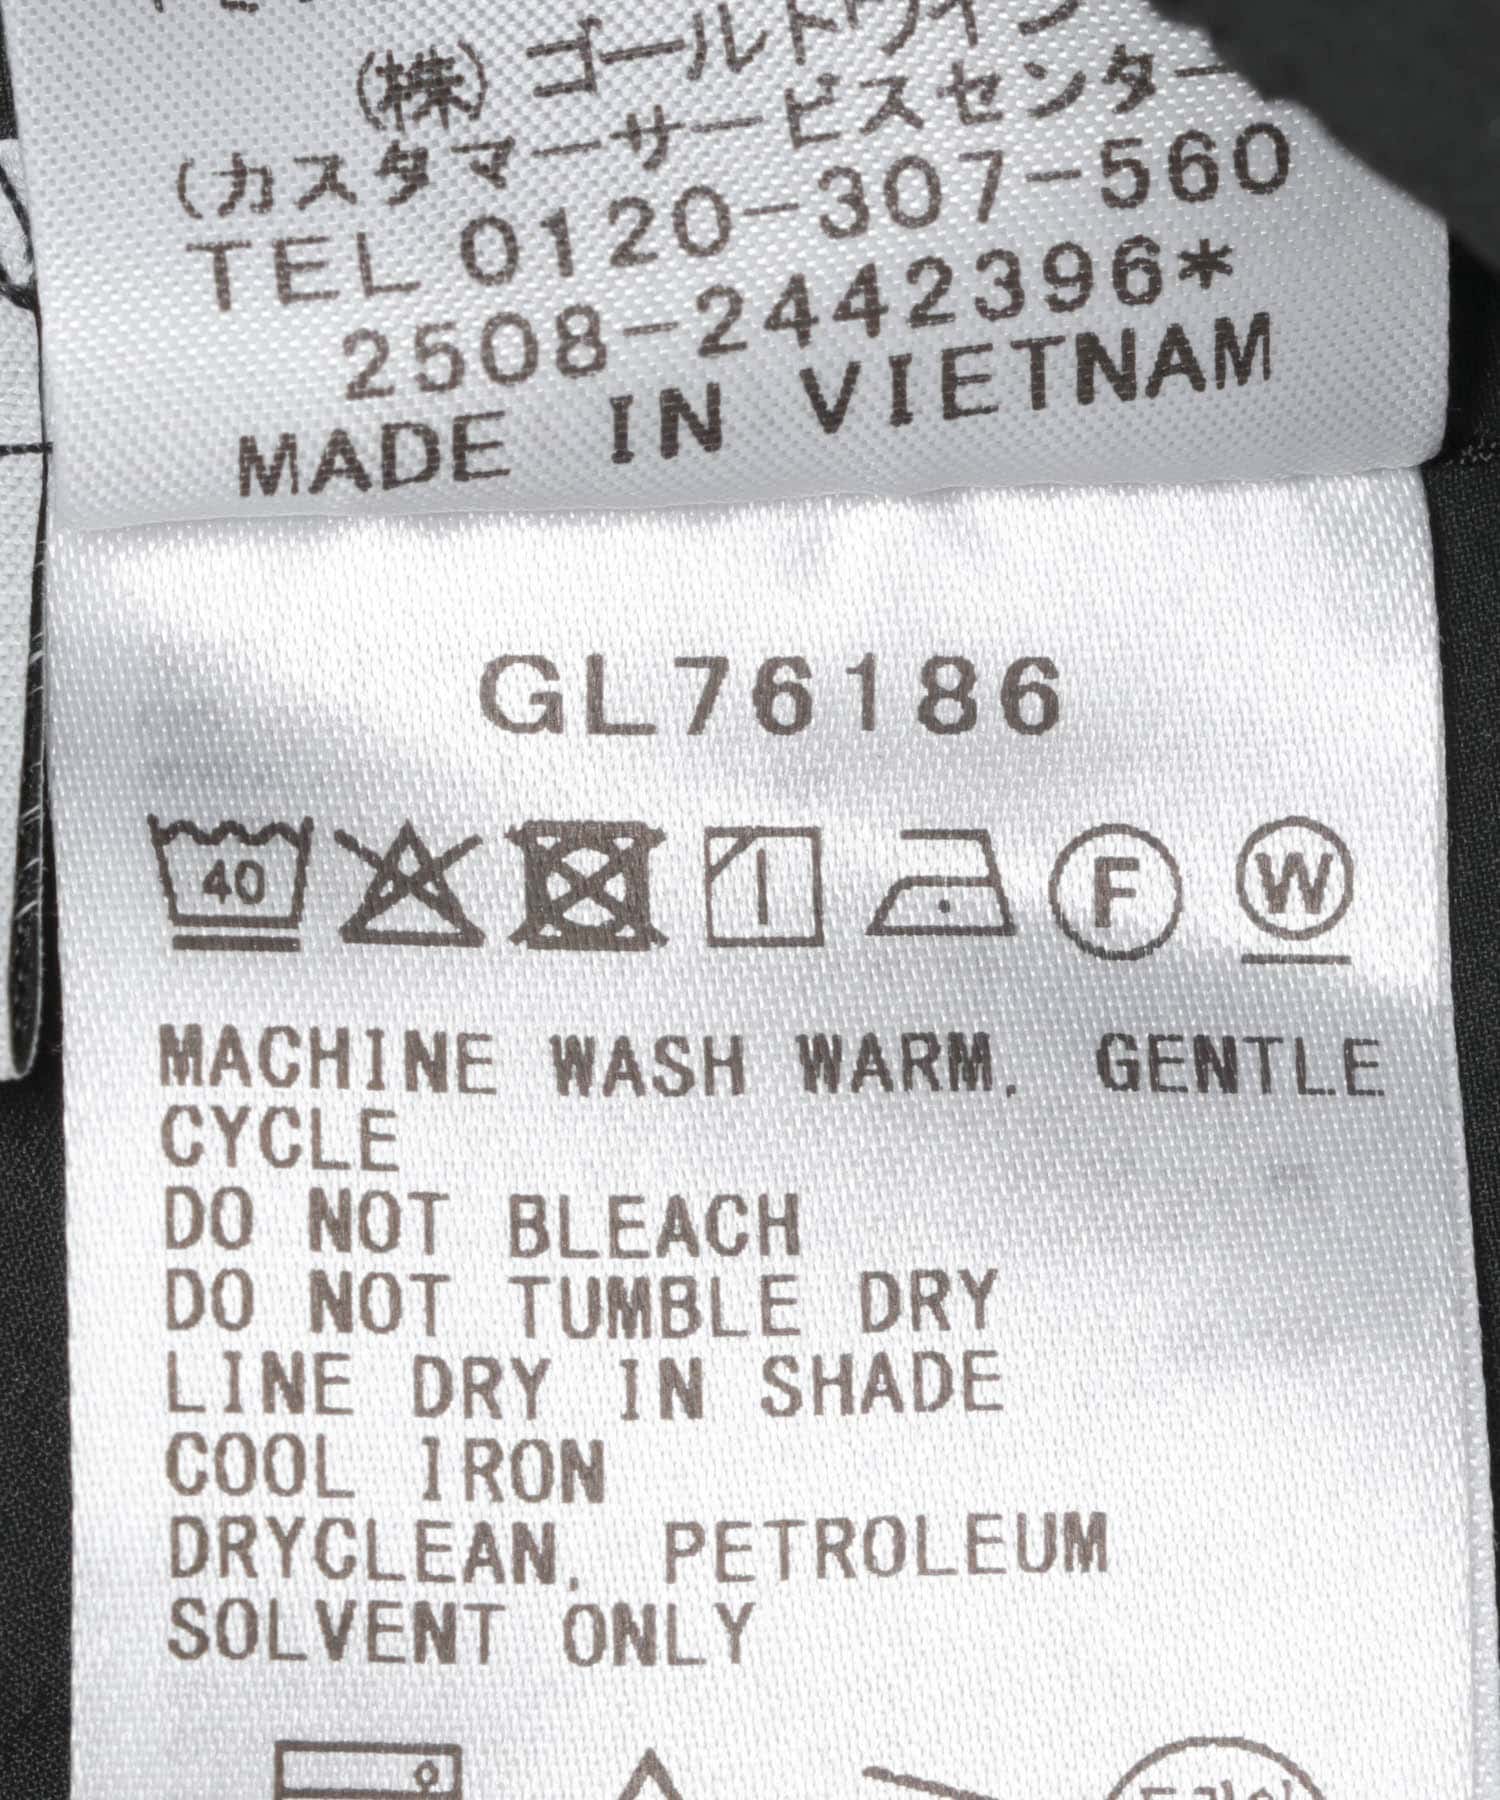 (株)ゴールドウイン
(カスタマーサービスセンター
TEL 0120-307-560
2508-2442396*
MADE IN VIETNAM
GL76186
40 F W
MACHINE WASH WARM, GENTLE
CYCLE
DO NOT BLEACH
DO NOT TUMBLE DRY
LINE DRY IN SHADE
COOL IRON
DRYCLEAN, PETROLEUM
SOLVENT ONLY